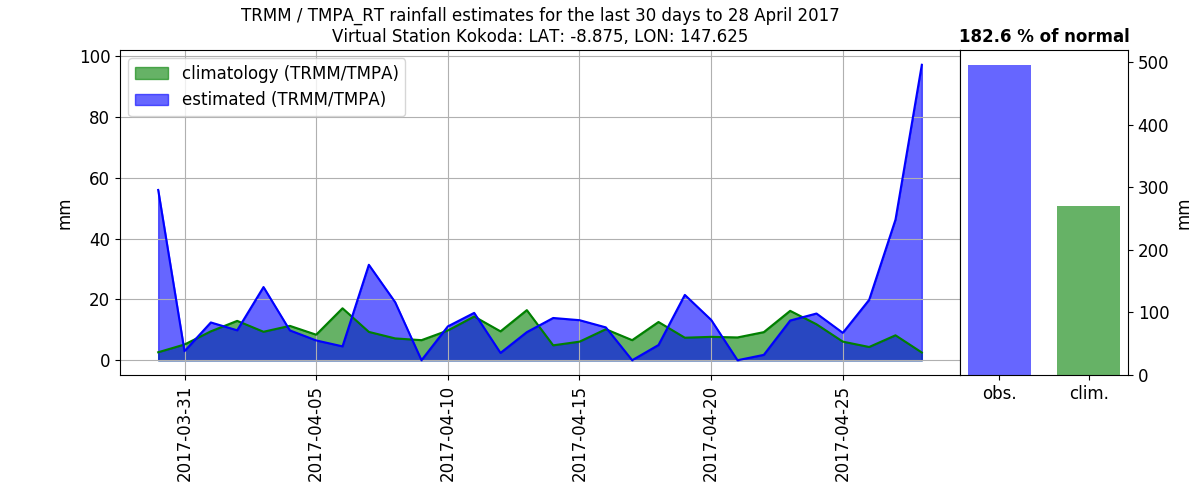 TRMM / TMPA_RT rainfall estimates for the last 30 days to 28 April 2017
Virtual Station Kokoda: LAT: -8.875, LON: 147.625
182.6 % of normal
climatology (TRMM/TMPA)
estimated (TRMM/TMPA)
100
80
60
40
20
0
mm
2017-03-31
2017-04-05
2017-04-10
2017-04-15
2017-04-20
2017-04-25
500
400
300
200
100
0
mm
obs.
clim.